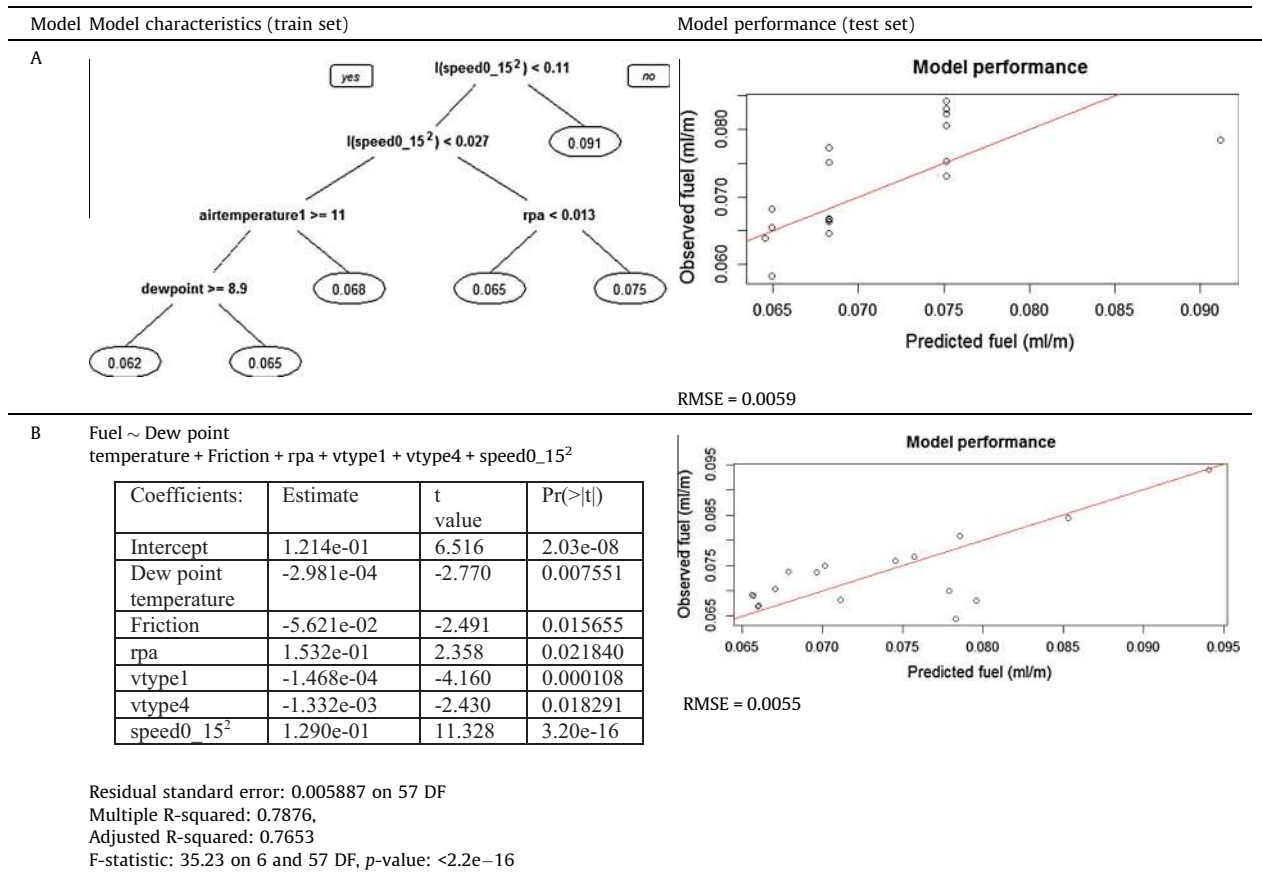 Model Model characteristics (train set) Model performance (test set)
A
yes
I(speed0_15²) < 0.11
no
I(speed0_15²) < 0.027
0.091
airtemperature1 >= 11
rpa < 0.013
dewpoint >= 8.9
0.068
0.065
0.075
0.062
0.065
Model performance
Observed fuel (ml/m)
0.080
0.070
0.060
0.065 0.070 0.075 0.080 0.085 0.090
Predicted fuel (ml/m)
RMSE = 0.0059
B
Fuel ~ Dew point
temperature + Friction + rpa + vtype1 + vtype4 + speed0_15²
Coefficients: Estimate t value Pr(>|t|)
Intercept 1.214e-01 6.516 2.03e-08
Dew point temperature -2.981e-04 -2.770 0.007551
Friction -5.621e-02 -2.491 0.015655
rpa 1.532e-01 2.358 0.021840
vtype1 -1.468e-04 -4.160 0.000108
vtype4 -1.332e-03 -2.430 0.018291
speed0_15² 1.290e-01 11.328 3.20e-16
Residual standard error: 0.005887 on 57 DF
Multiple R-squared: 0.7876,
Adjusted R-squared: 0.7653
F-statistic: 35.23 on 6 and 57 DF, p-value: <2.2e−16
Model performance
Observed fuel (ml/m)
0.095
0.085
0.075
0.065
0.065 0.070 0.075 0.080 0.085 0.090 0.095
Predicted fuel (ml/m)
RMSE = 0.0055